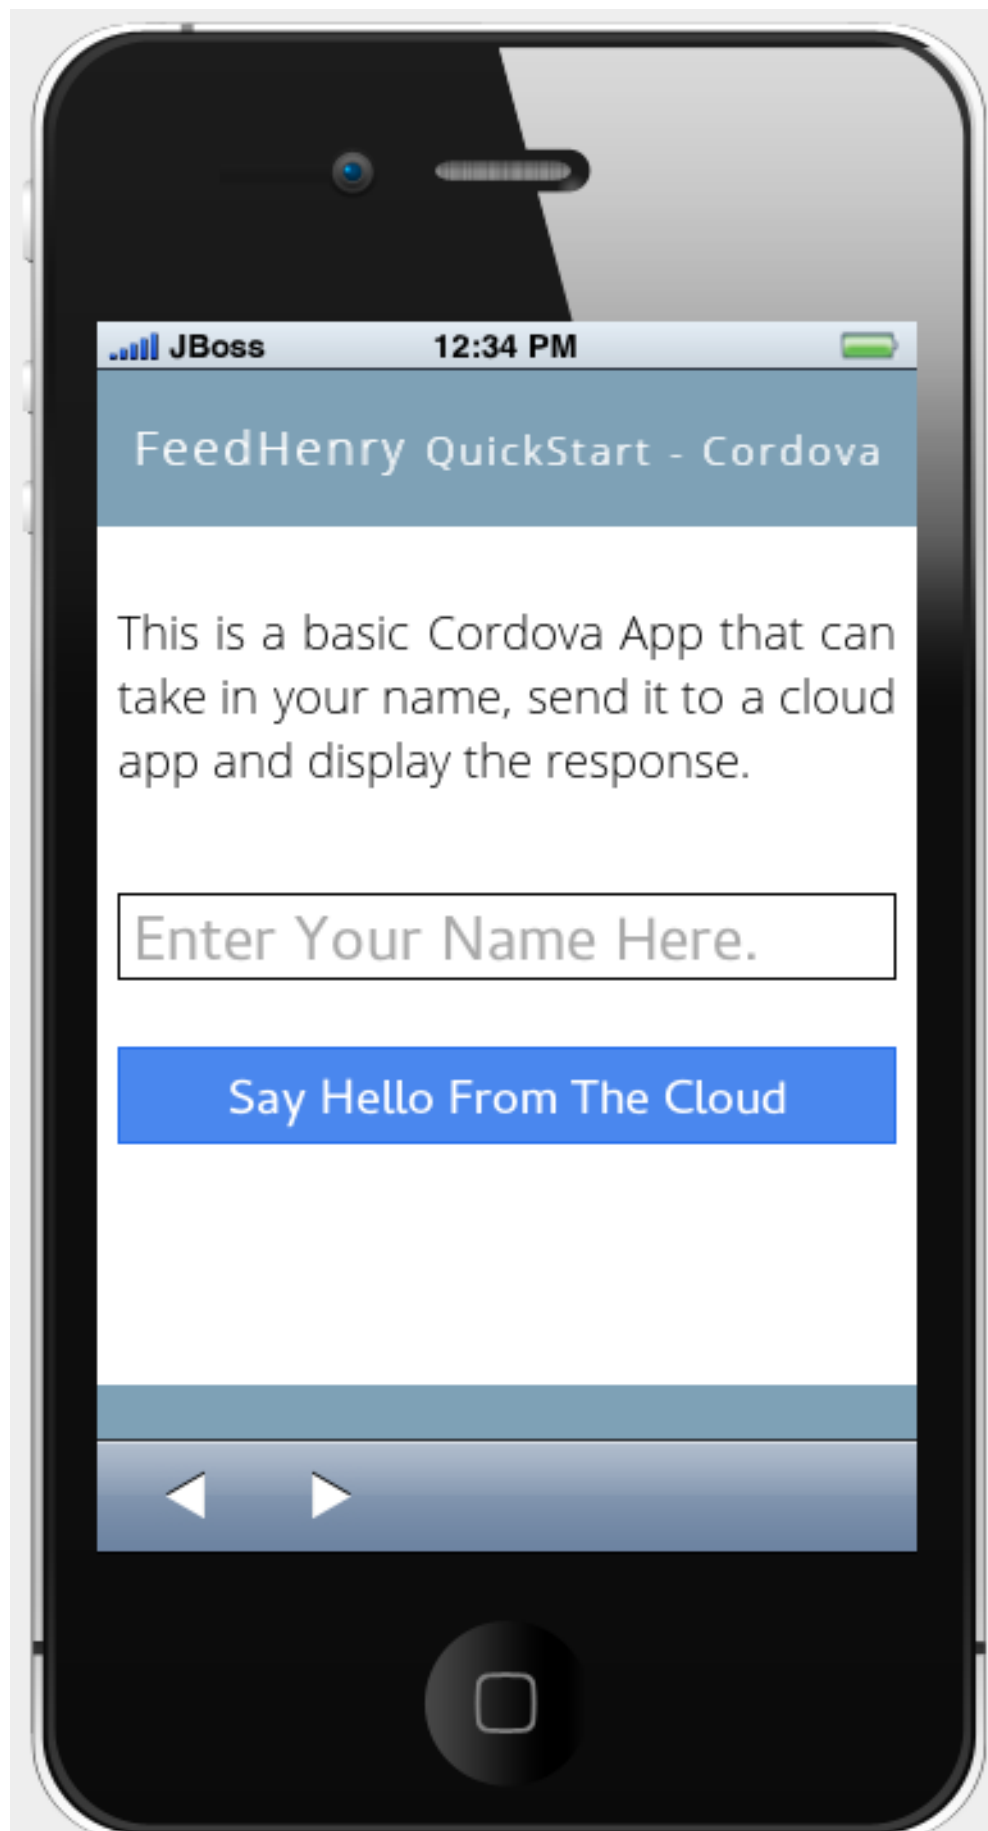 JBoss 12:34 PM
FeedHenry QuickStart - Cordova
This is a basic Cordova App that can
take in your name, send it to a cloud
app and display the response.
Enter Your Name Here.
Say Hello From The Cloud